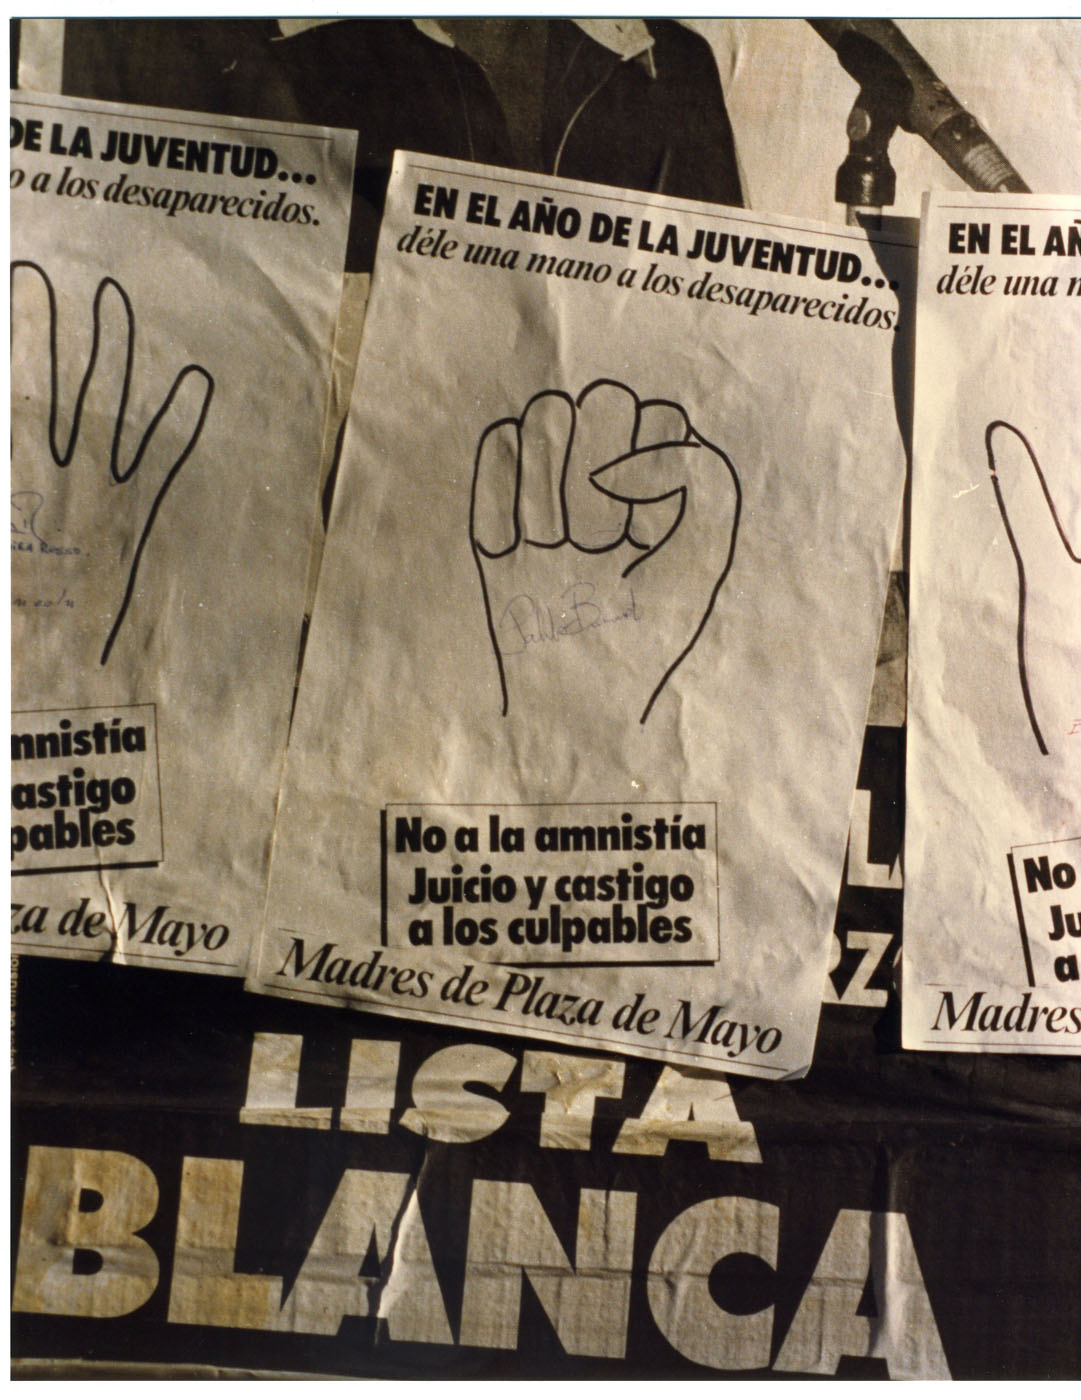 DE LA JUVENTUD...
o a los desaparecidos.
mnistía
astigo
pables
za de Mayo
EN EL AÑO DE LA JUVENTUD...
déle una mano a los desaparecidos.
No a la amnistía
Juicio y castigo
a los culpables
Madres de Plaza de Mayo
EN EL AÑ
déle una m
No
Ju
a
Madres
LISTA
BLANCA